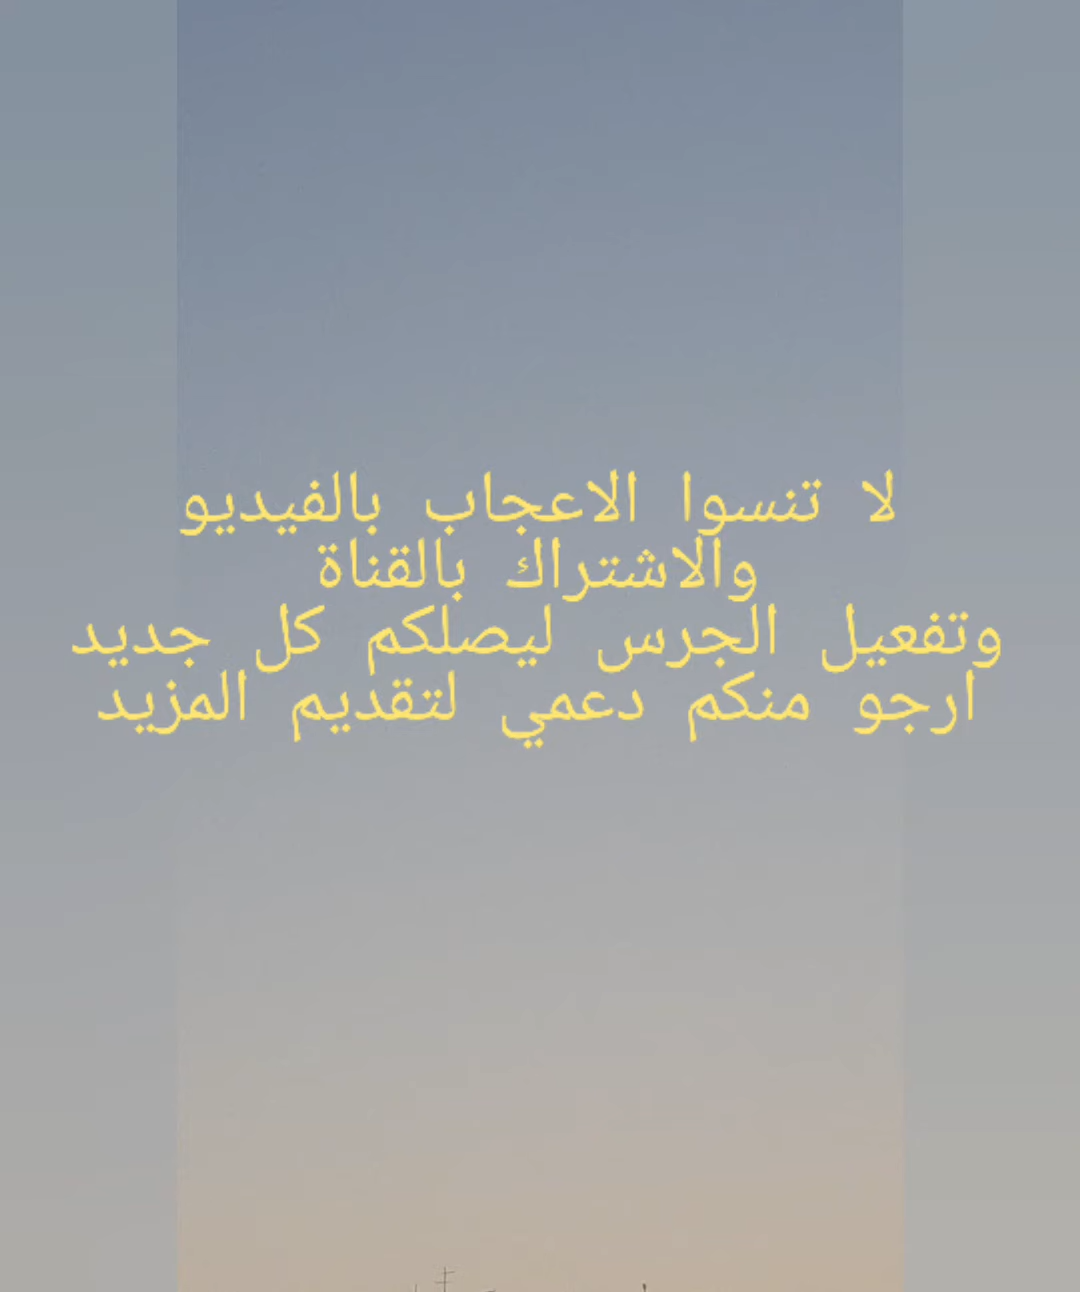 لا تنسوا الاعجاب بالفيديو
والاشتراك بالقناة
وتفعيل الجرس ليصلكم كل جديد
ارجو منكم دعمي لتقديم المزيد